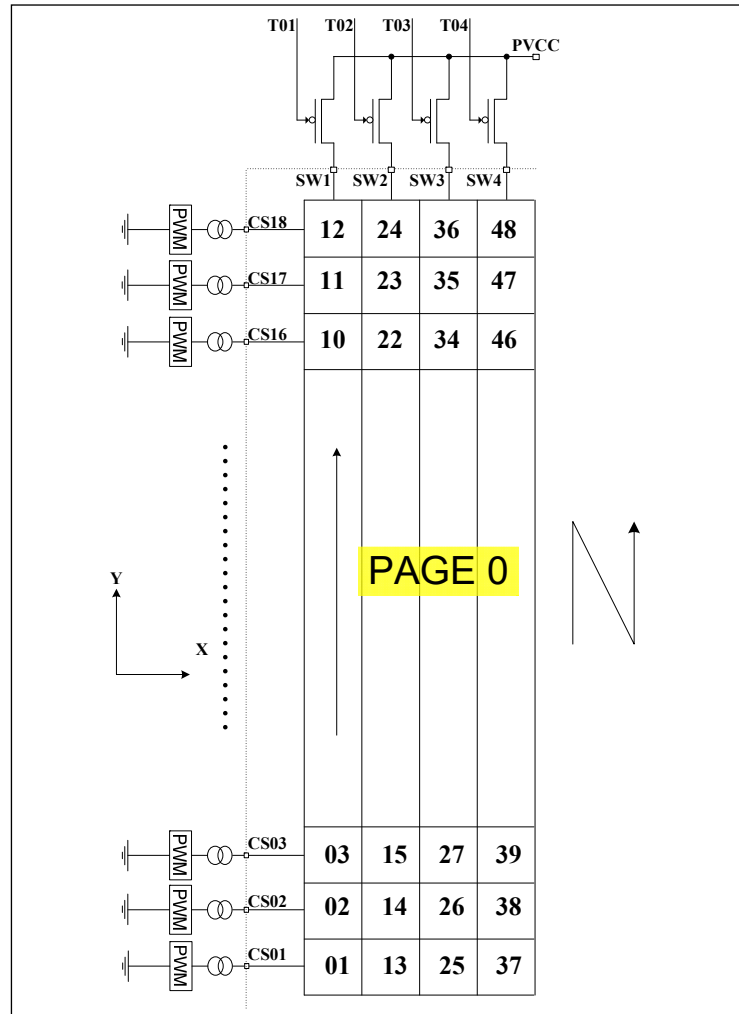 T01 T02 T03 T04
PVCC
SW1 SW2 SW3 SW4
PWM CS18 12 24 36 48
PWM CS17 11 23 35 47
PWM CS16 10 22 34 46
PAGE 0
Y
X
PWM CS03 03 15 27 39
PWM CS02 02 14 26 38
PWM CS01 01 13 25 37